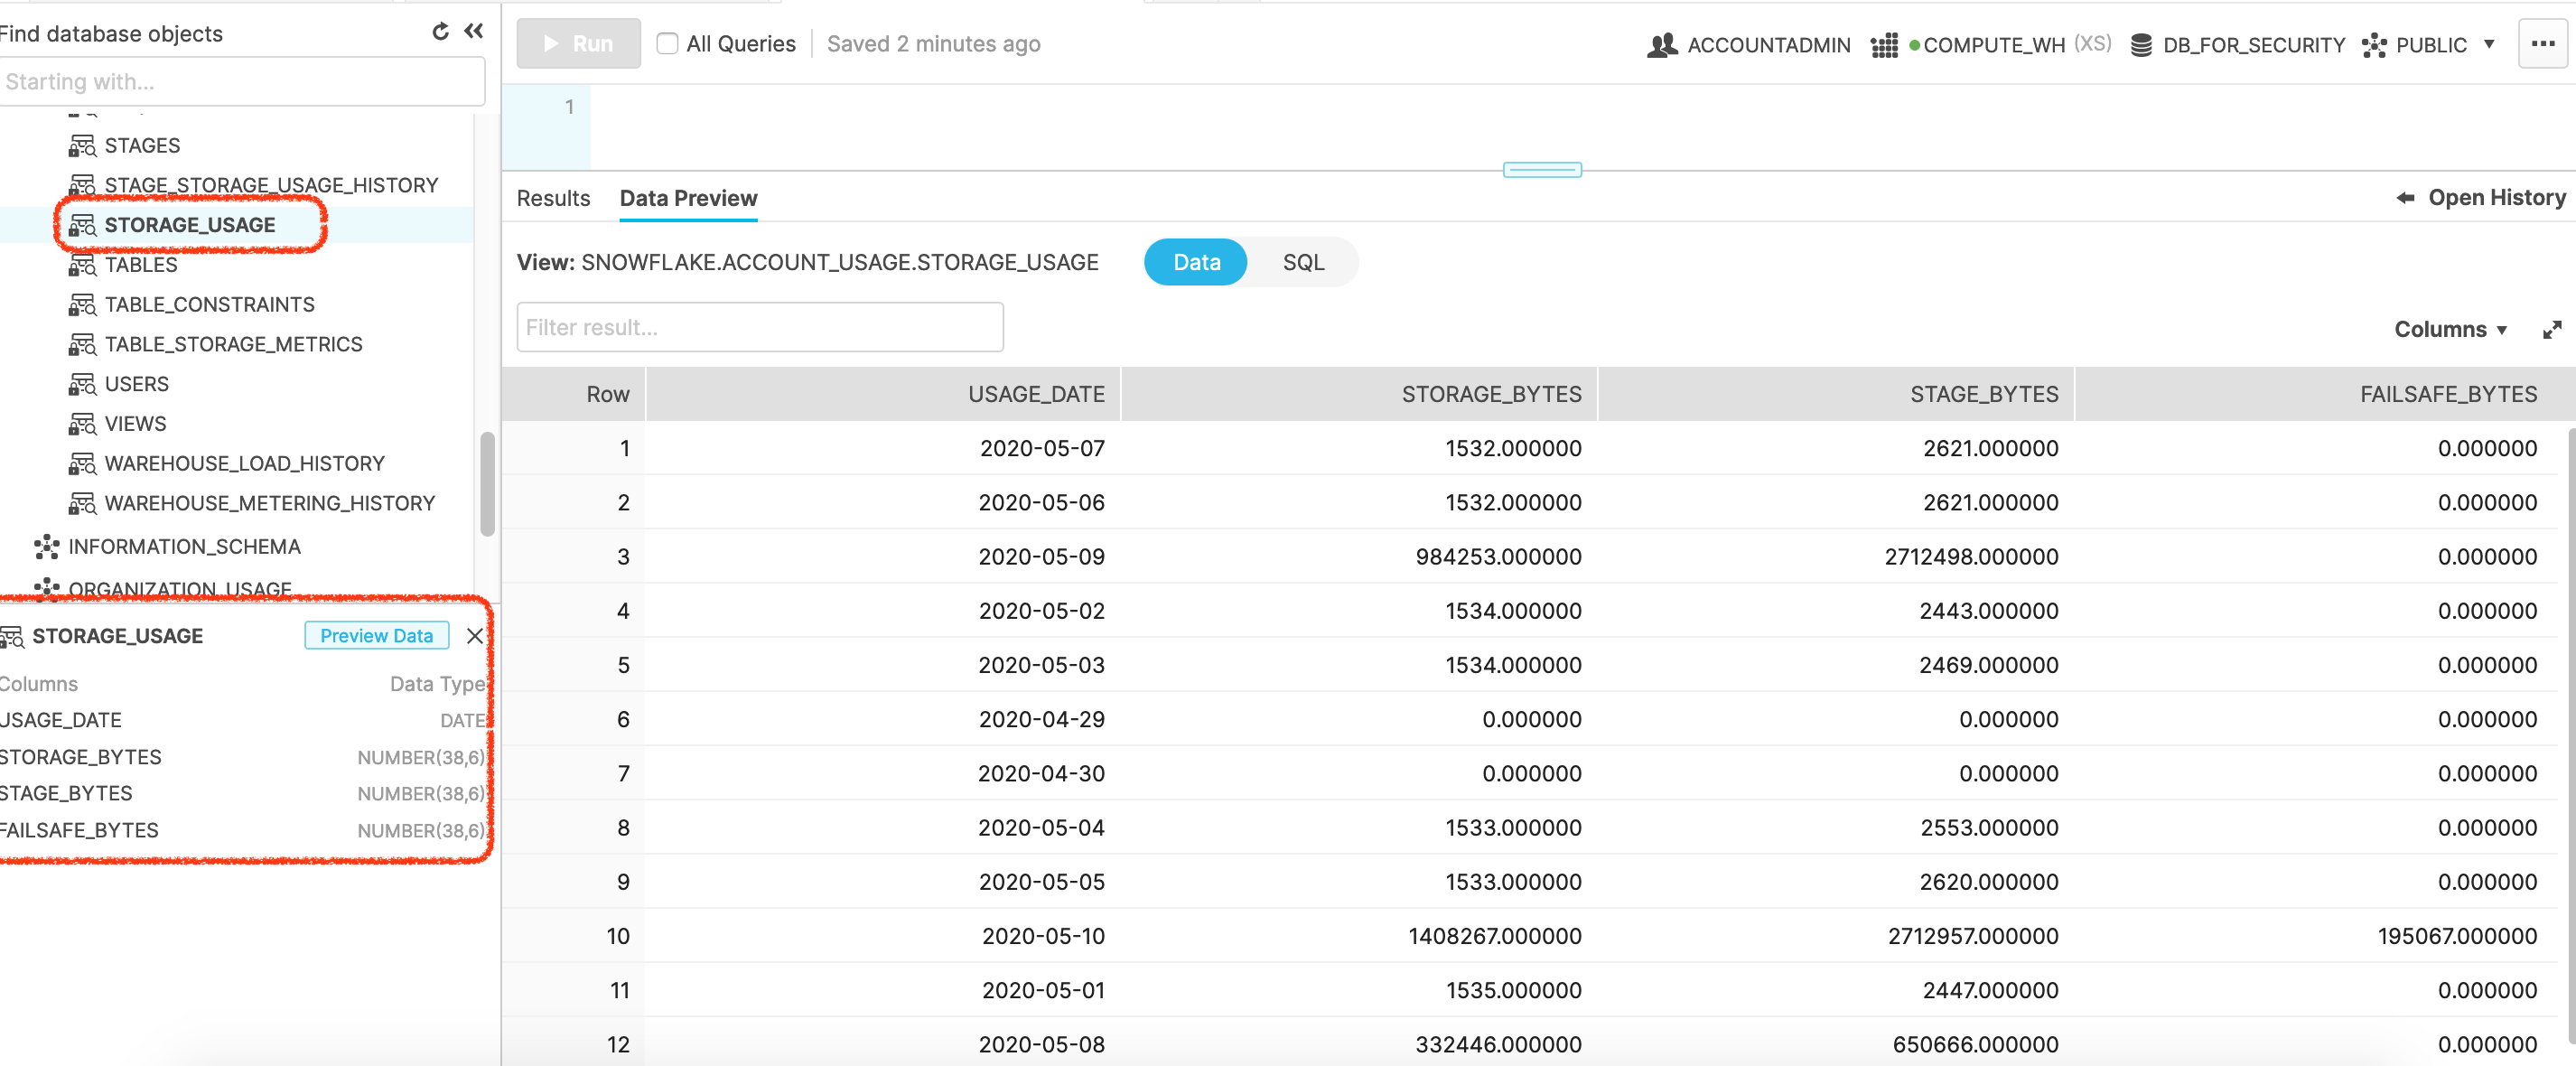 Find database objects
Starting with...
STAGES
STAGE_STORAGE_USAGE_HISTORY
STORAGE_USAGE
TABLES
TABLE_CONSTRAINTS
TABLE_STORAGE_METRICS
USERS
VIEWS
WAREHOUSE_LOAD_HISTORY
WAREHOUSE_METERING_HISTORY
INFORMATION_SCHEMA
ORGANIZATION_USAGE
STORAGE_USAGE Preview Data
Columns Data Type
USAGE_DATE DATE
STORAGE_BYTES NUMBER(38,6)
STAGE_BYTES NUMBER(38,6)
FAILSAFE_BYTES NUMBER(38,6)
Run All Queries Saved 2 minutes ago ACCOUNTADMIN COMPUTE_WH (XS) DB_FOR_SECURITY PUBLIC
1
Results Data Preview Open History
View: SNOWFLAKE.ACCOUNT_USAGE.STORAGE_USAGE Data SQL
Filter result... Columns
Row USAGE_DATE STORAGE_BYTES STAGE_BYTES FAILSAFE_BYTES
1 2020-05-07 1532.000000 2621.000000 0.000000
2 2020-05-06 1532.000000 2621.000000 0.000000
3 2020-05-09 984253.000000 2712498.000000 0.000000
4 2020-05-02 1534.000000 2443.000000 0.000000
5 2020-05-03 1534.000000 2469.000000 0.000000
6 2020-04-29 0.000000 0.000000 0.000000
7 2020-04-30 0.000000 0.000000 0.000000
8 2020-05-04 1533.000000 2553.000000 0.000000
9 2020-05-05 1533.000000 2620.000000 0.000000
10 2020-05-10 1408267.000000 2712957.000000 195067.000000
11 2020-05-01 1535.000000 2447.000000 0.000000
12 2020-05-08 332446.000000 650666.000000 0.000000